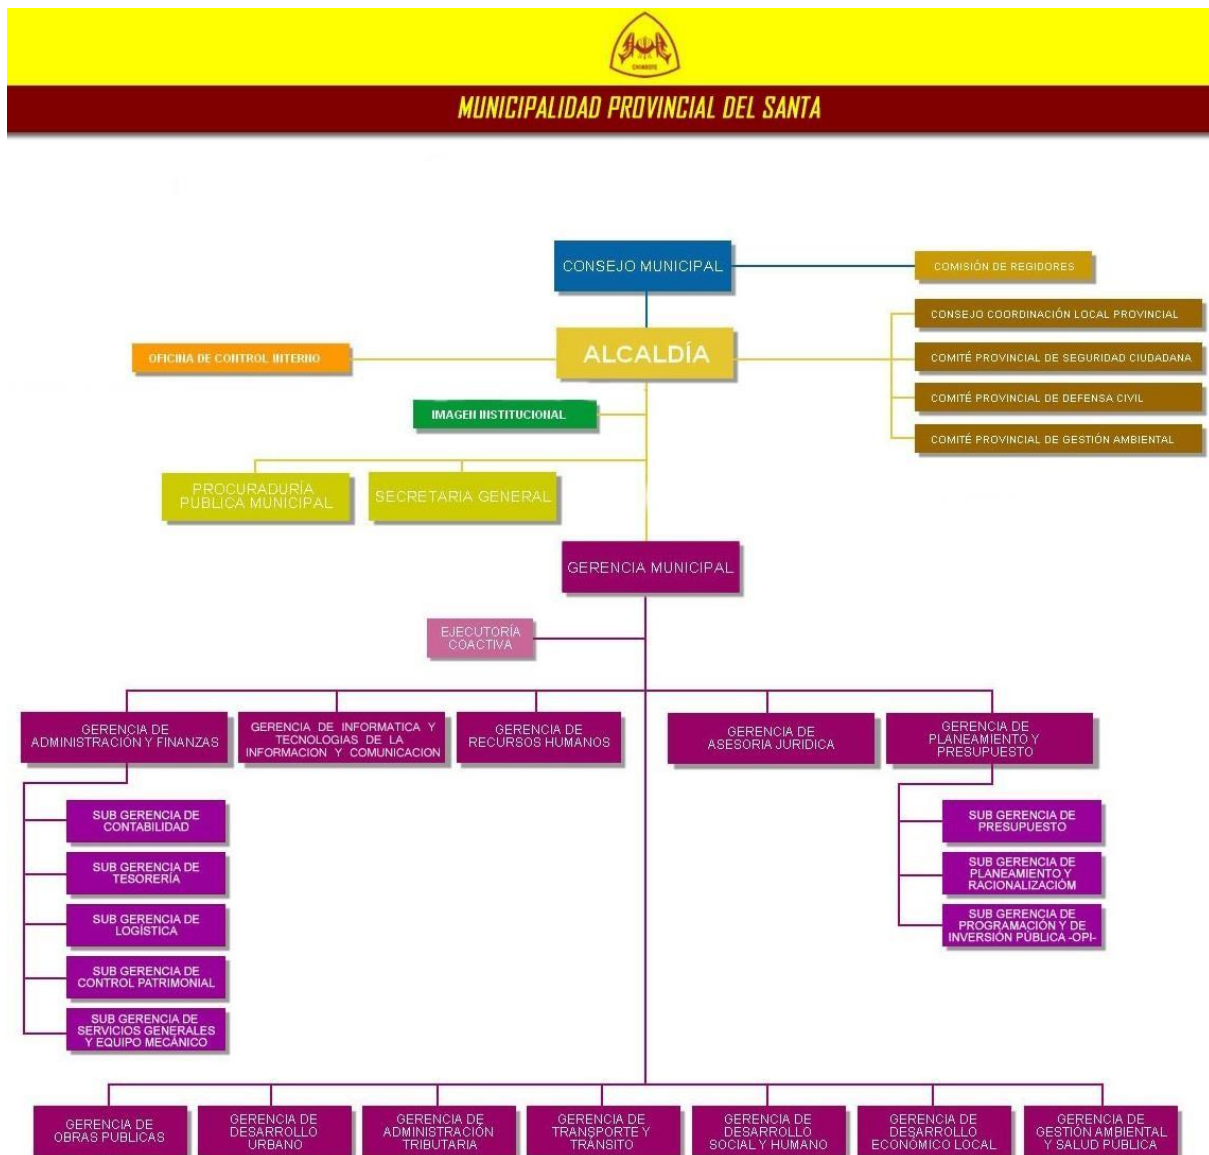 CHIMBOTE
MUNICIPALIDAD PROVINCIAL DEL SANTA
CONSEJO MUNICIPAL
COMISIÓN DE REGIDORES
CONSEJO COORDINACIÓN LOCAL PROVINCIAL
ALCALDÍA
OFICINA DE CONTROL INTERNO
COMITÉ PROVINCIAL DE SEGURIDAD CIUDADANA
COMITÉ PROVINCIAL DE DEFENSA CIVIL
IMAGEN INSTITUCIONAL
COMITÉ PROVINCIAL DE GESTIÓN AMBIENTAL
PROCURADURÍA
PUBLICA MUNICIPAL
SECRETARIA GENERAL
GERENCIA MUNICIPAL
EJECUTORÍA
COACTIVA
GERENCIA DE
ADMINISTRACIÓN Y FINANZAS
GERENCIA DE INFORMATICA Y
TECNOLOGIAS DE LA
INFORMACION Y COMUNICACION
GERENCIA DE
RECURSOS HUMANOS
GERENCIA DE
ASESORIA JURIDICA
GERENCIA DE
PLANEAMIENTO Y
PRESUPUESTO
SUB GERENCIA DE
CONTABILIDAD
SUB GERENCIA DE
TESORERÍA
SUB GERENCIA DE
LOGÍSTICA
SUB GERENCIA DE
CONTROL PATRIMONIAL
SUB GERENCIA DE
SERVICIOS GENERALES
Y EQUIPO MECÁNICO
SUB GERENCIA DE
PRESUPUESTO
SUB GERENCIA DE
PLANEAMIENTO Y
RACIONALIZACIÓM
SUB GERENCIA DE
PROGRAMACIÓN Y DE
INVERSIÓN PÚBLICA -OPI-
GERENCIA DE
OBRAS PUBLICAS
GERENCIA DE
DESARROLLO
URBANO
GERENCIA DE
ADMINISTRACIÓN
TRIBUTARIA
GERENCIA DE
TRANSPORTE Y
TRÁNSITO
GERENCIA DE
DESARROLLO
SOCIAL Y HUMANO
GERENCIA DE
DESARROLLO
ECONÓMICO LOCAL
GERENCIA DE
GESTIÓN AMBIENTAL
Y SALUD PÚBLICA